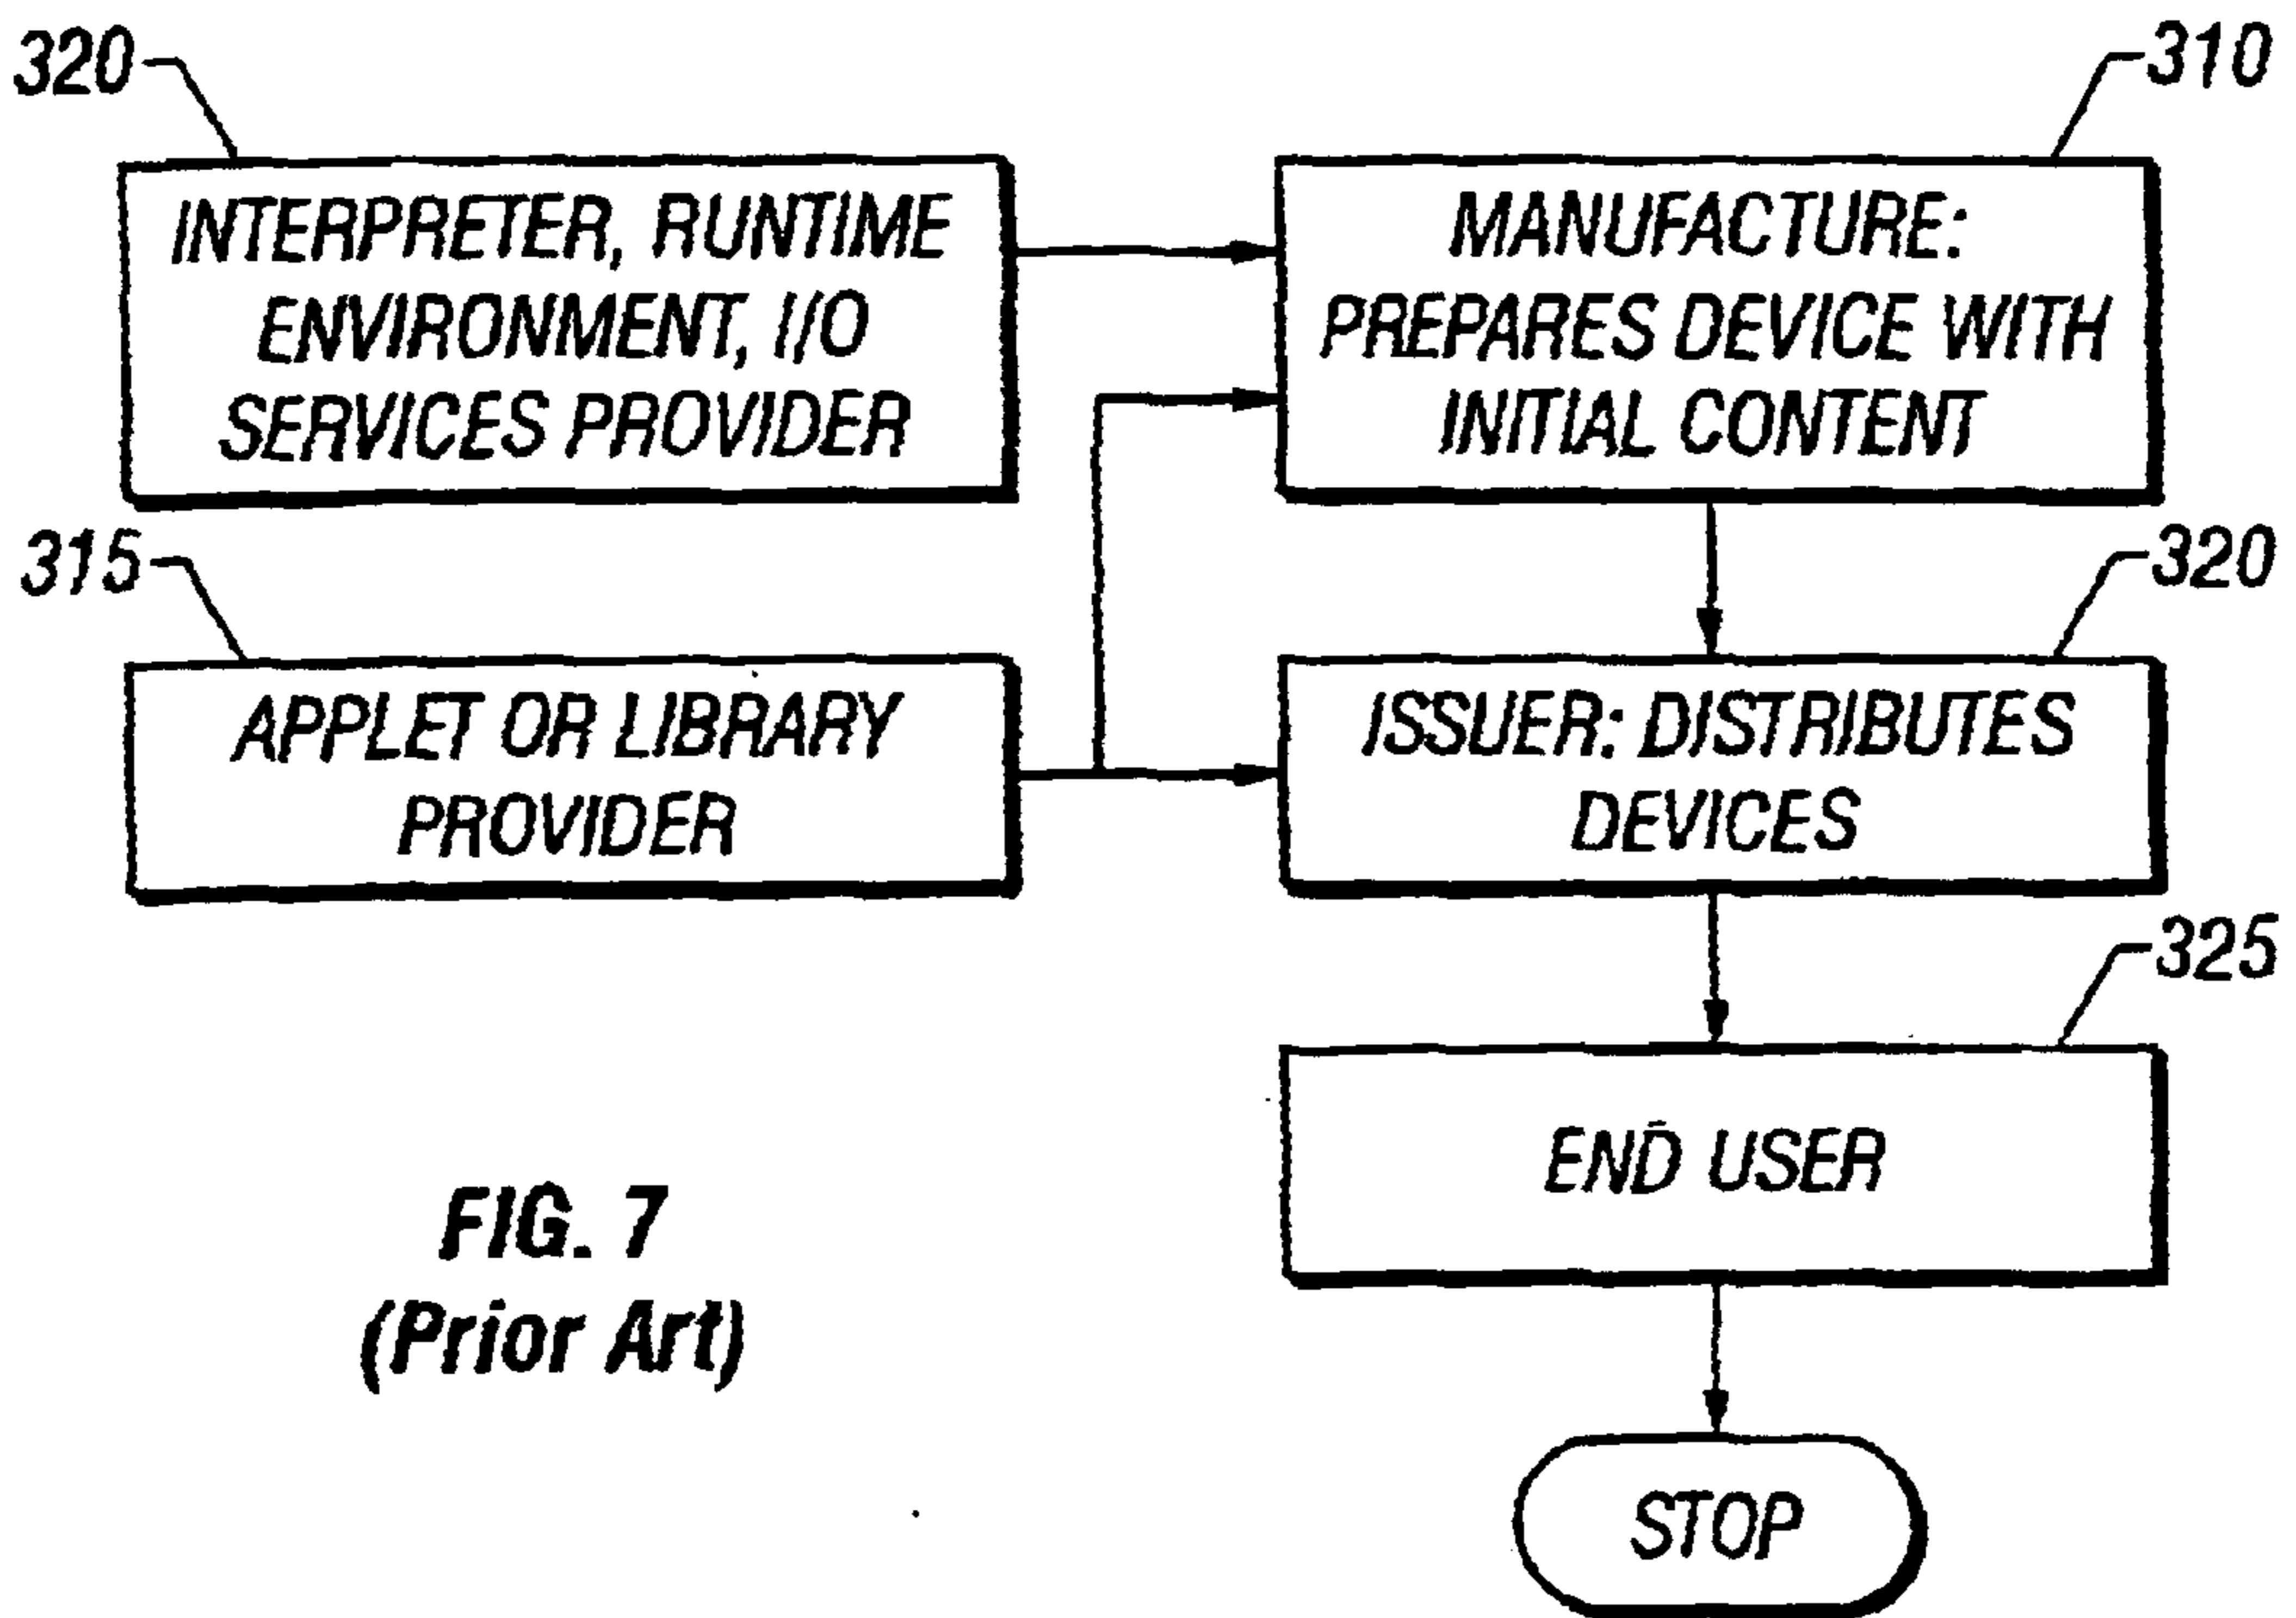 320
310
INTERPRETER, RUNTIME
ENVIRONMENT, I/O
SERVICES PROVIDER
MANUFACTURE:
PREPARES DEVICE WITH
INITIAL CONTENT
315
320
APPLET OR LIBRARY
PROVIDER
ISSUER: DISTRIBUTES
DEVICES
325
END USER
STOP
FIG. 7
(Prior Art)